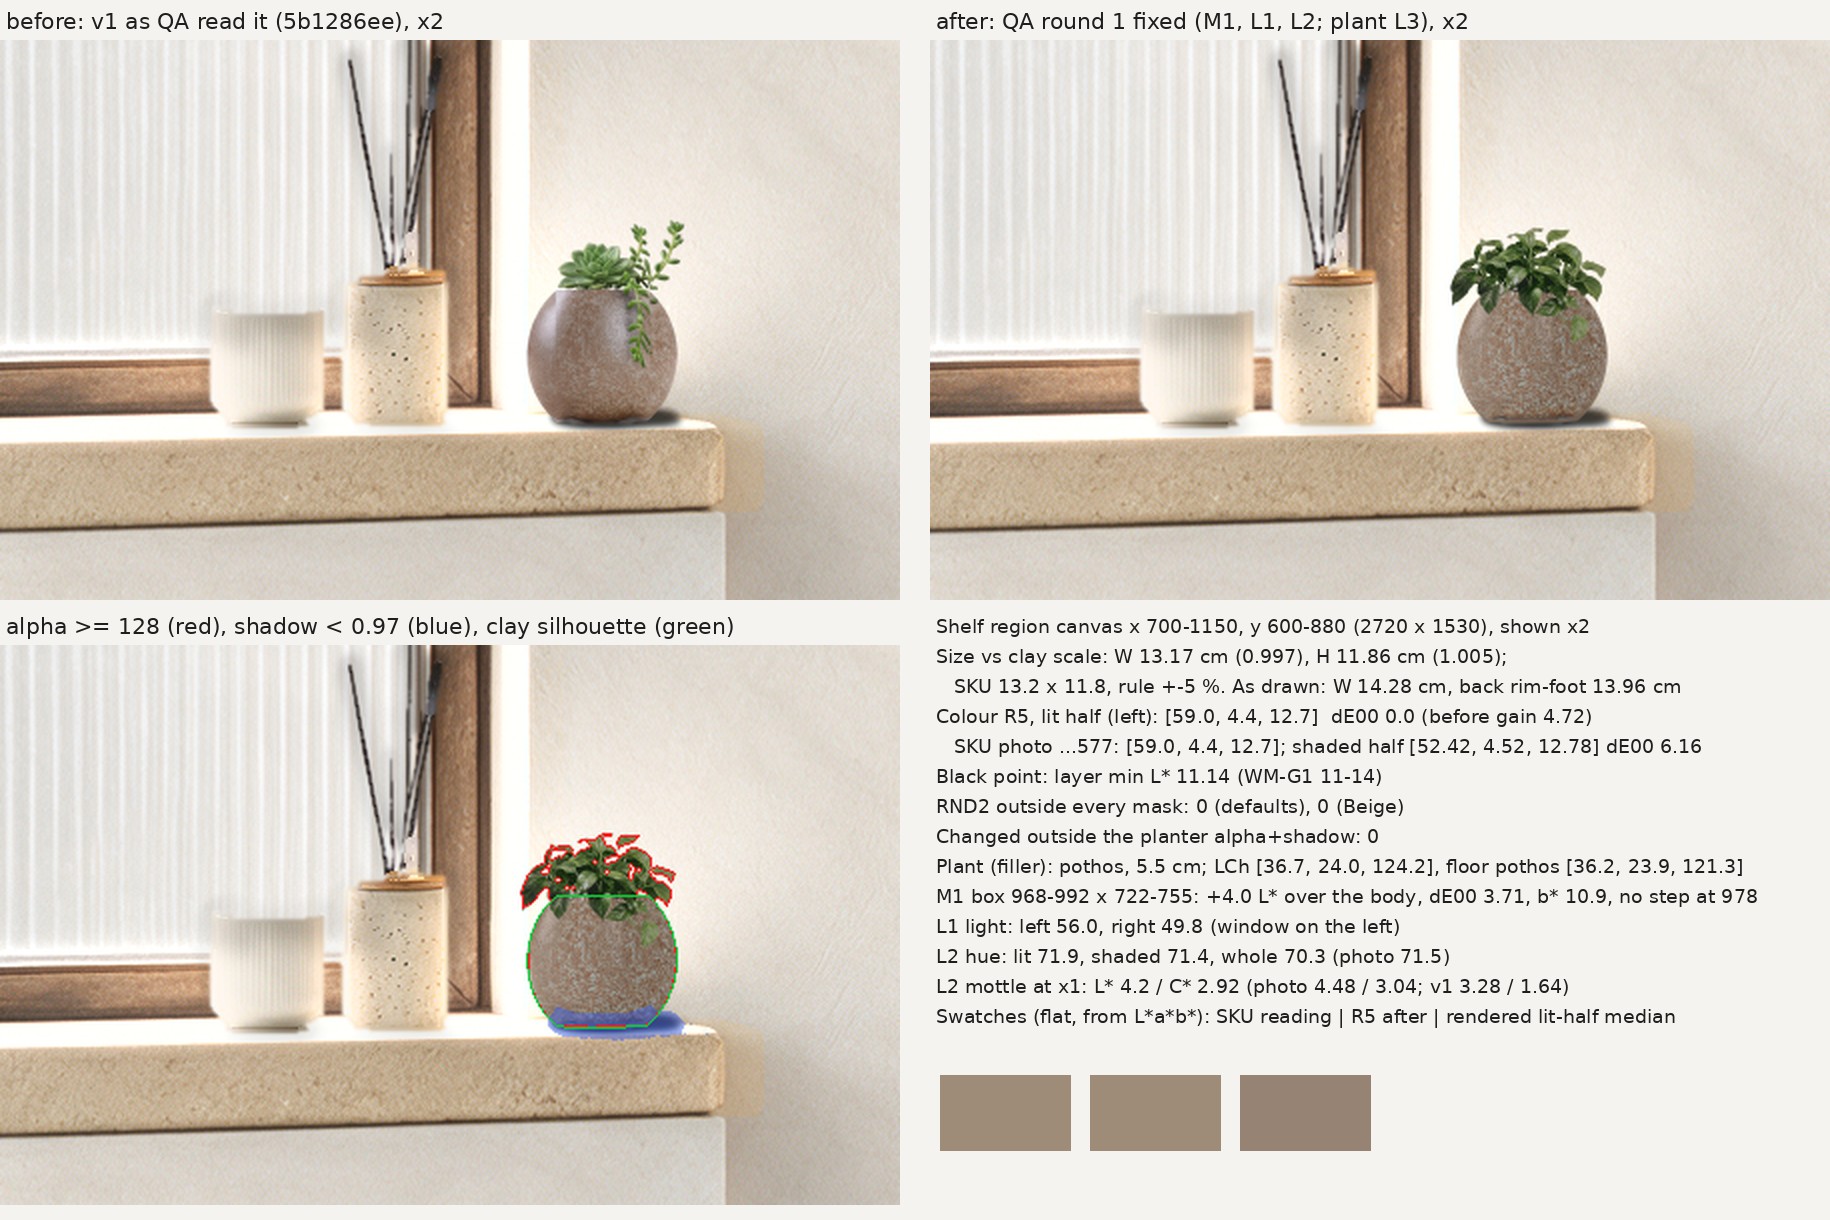 before: v1 as QA read it (5b1286ee), x2
after: QA round 1 fixed (M1, L1, L2; plant L3), x2
alpha >= 128 (red), shadow < 0.97 (blue), clay silhouette (green)
Shelf region canvas x 700-1150, y 600-880 (2720 x 1530), shown x2
Size vs clay scale: W 13.17 cm (0.997), H 11.86 cm (1.005);
SKU 13.2 x 11.8, rule +-5 %. As drawn: W 14.28 cm, back rim-foot 13.96 cm
Colour R5, lit half (left): [59.0, 4.4, 12.7]  dE00 0.0 (before gain 4.72)
SKU photo ...577: [59.0, 4.4, 12.7]; shaded half [52.42, 4.52, 12.78] dE00 6.16
Black point: layer min L* 11.14 (WM-G1 11-14)
RND2 outside every mask: 0 (defaults), 0 (Beige)
Changed outside the planter alpha+shadow: 0
Plant (filler): pothos, 5.5 cm; LCh [36.7, 24.0, 124.2], floor pothos [36.2, 23.9, 121.3]
M1 box 968-992 x 722-755: +4.0 L* over the body, dE00 3.71, b* 10.9, no step at 978
L1 light: left 56.0, right 49.8 (window on the left)
L2 hue: lit 71.9, shaded 71.4, whole 70.3 (photo 71.5)
L2 mottle at x1: L* 4.2 / C* 2.92 (photo 4.48 / 3.04; v1 3.28 / 1.64)
Swatches (flat, from L*a*b*): SKU reading | R5 after | rendered lit-half median